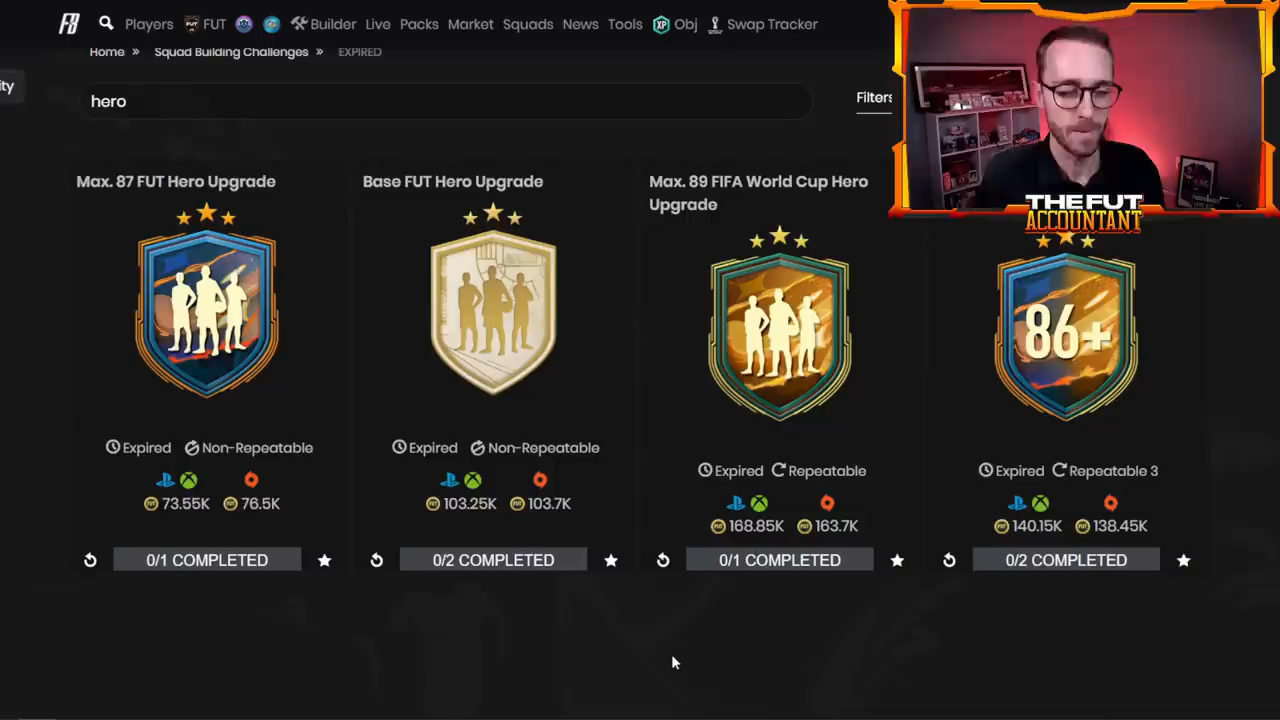 F8 Players FUT Builder Live Packs Market Squads News Tools XP Obj Swap Tracker
Home » Squad Building Challenges » EXPIRED
ity
hero
Filters
THE FUT
ACCOUNTANT
Max. 87 FUT Hero Upgrade
Expired Non-Repeatable
73.55K 76.5K
0/1 COMPLETED
Base FUT Hero Upgrade
Expired Non-Repeatable
103.25K 103.7K
0/2 COMPLETED
Max. 89 FIFA World Cup Hero
Upgrade
Expired Repeatable
168.85K 163.7K
0/1 COMPLETED
86+
Expired Repeatable 3
140.15K 138.45K
0/2 COMPLETED